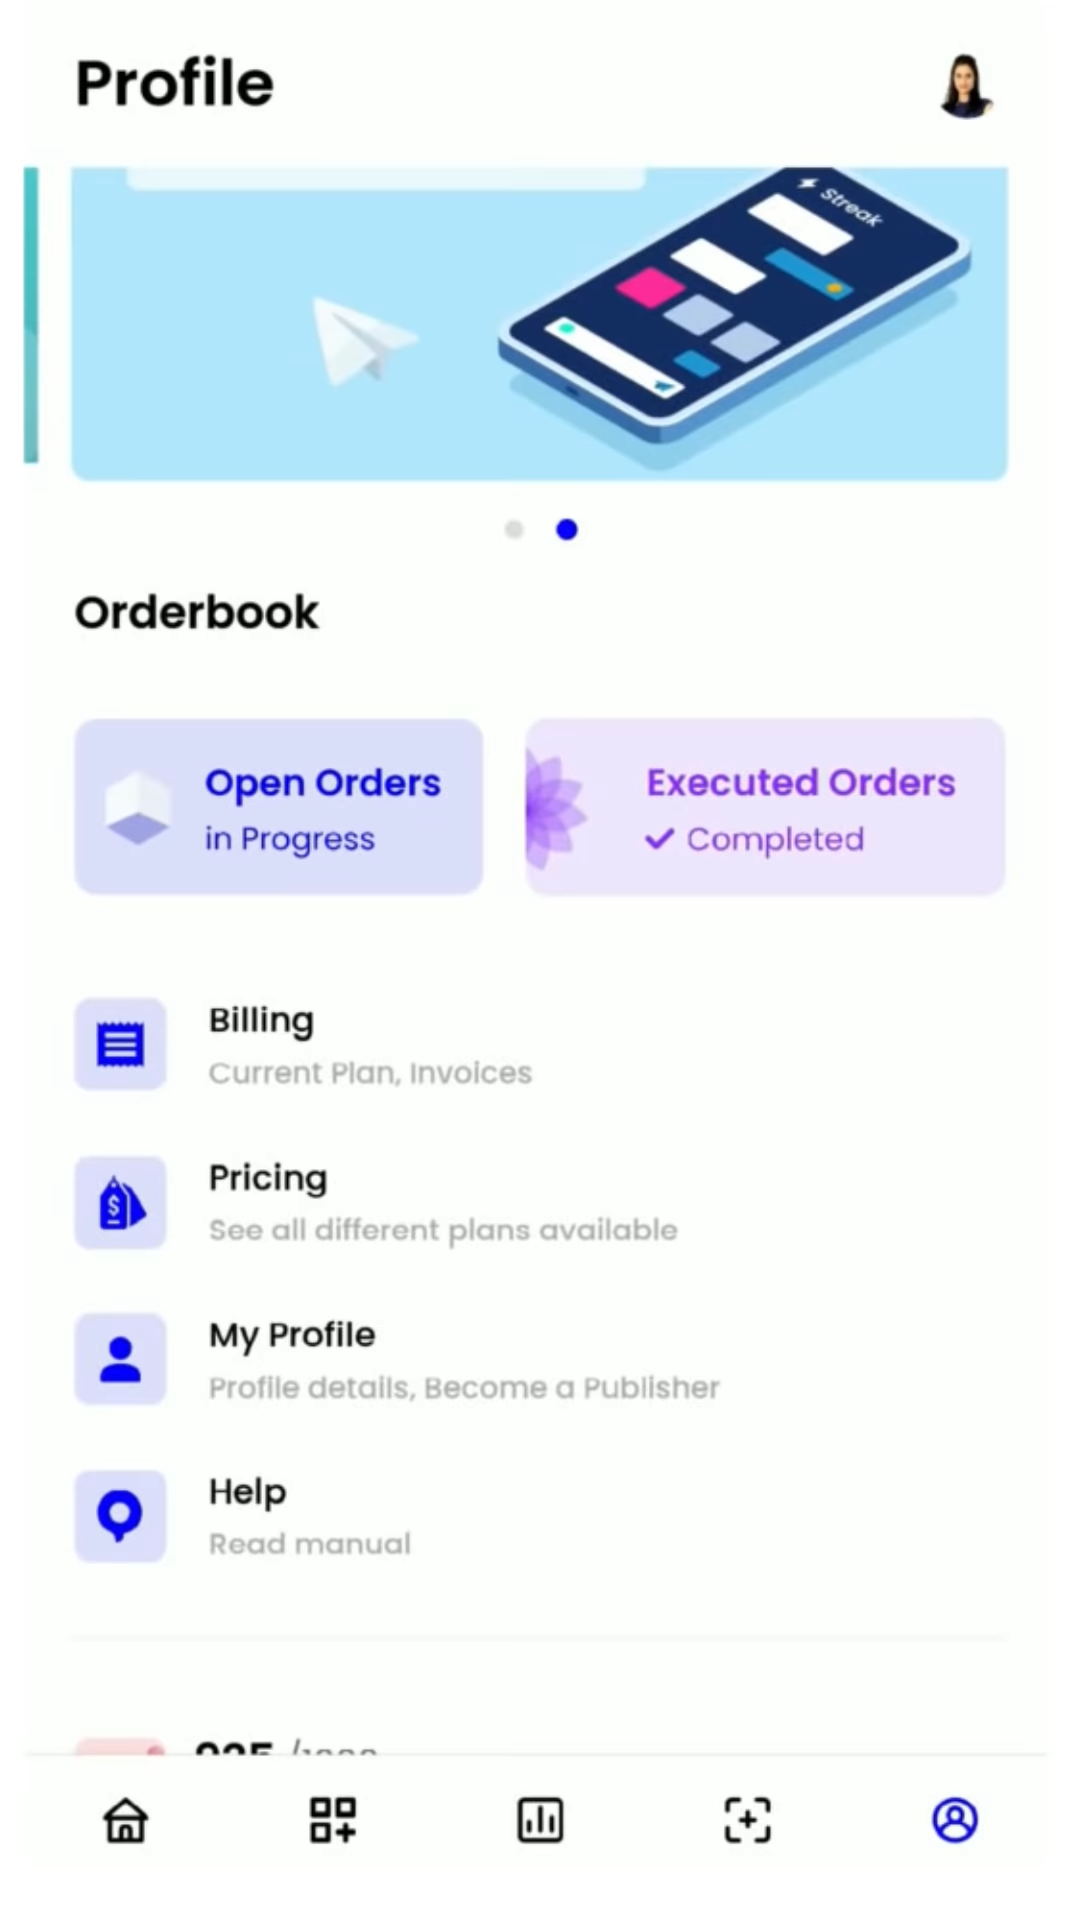 Profile
Streak
Orderbook
Open Orders
in Progress
Executed Orders
Completed
Billing
Current Plan, Invoices
Pricing
See all different plans available
My Profile
Profile details, Become a Publisher
Help
Read manual